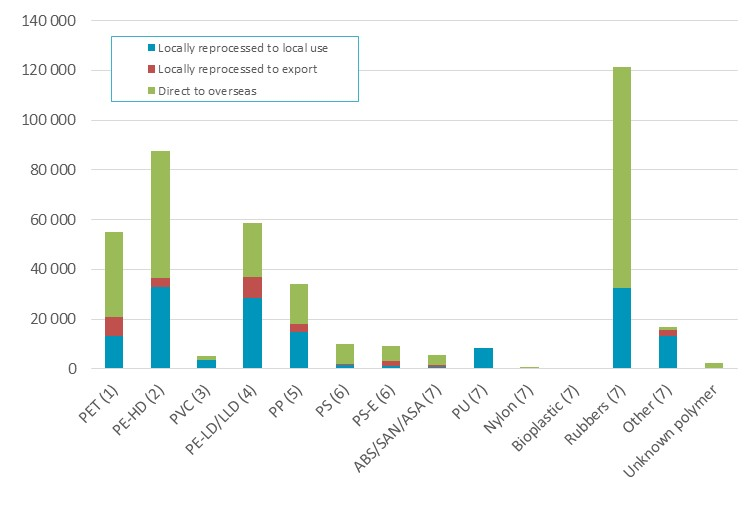 140 000
120 000
100 000
80 000
60 000
40 000
20 000
0
Locally reprocessed to local use
Locally reprocessed to export
Direct to overseas
PET (1)
PE-HD (2)
PVC (3)
PE-LD/LLD (4)
PP (5)
PS (6)
PS-E (6)
ABS/SAN/ASA (7)
PU (7)
Nylon (7)
Bioplastic (7)
Rubbers (7)
Other (7)
Unknown polymer